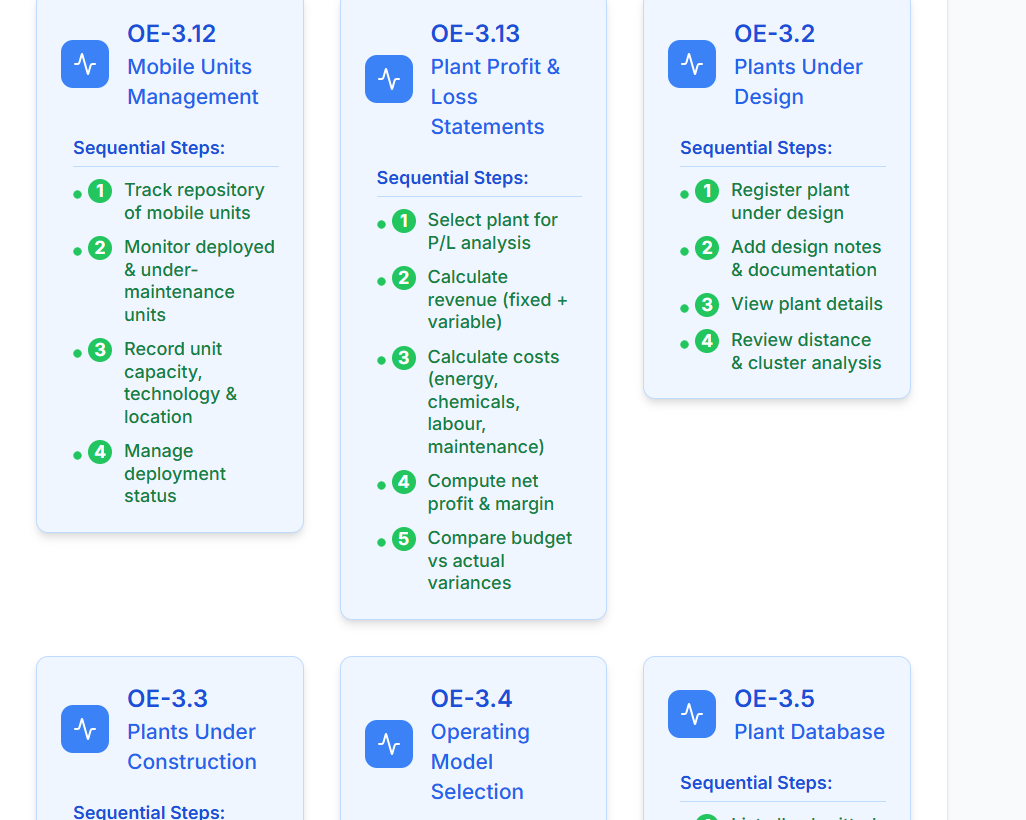 OE-3.12
Mobile Units
Management
Sequential Steps:
1 Track repository
of mobile units
2 Monitor deployed
& under-
maintenance
units
3 Record unit
capacity,
technology &
location
4 Manage
deployment
status
OE-3.13
Plant Profit &
Loss
Statements
Sequential Steps:
1 Select plant for
P/L analysis
2 Calculate
revenue (fixed +
variable)
3 Calculate costs
(energy,
chemicals,
labour,
maintenance)
4 Compute net
profit & margin
5 Compare budget
vs actual
variances
OE-3.2
Plants Under
Design
Sequential Steps:
1 Register plant
under design
2 Add design notes
& documentation
3 View plant details
4 Review distance
& cluster analysis
OE-3.3
Plants Under
Construction
Sequential Steps:
OE-3.4
Operating
Model
Selection
OE-3.5
Plant Database
Sequential Steps: